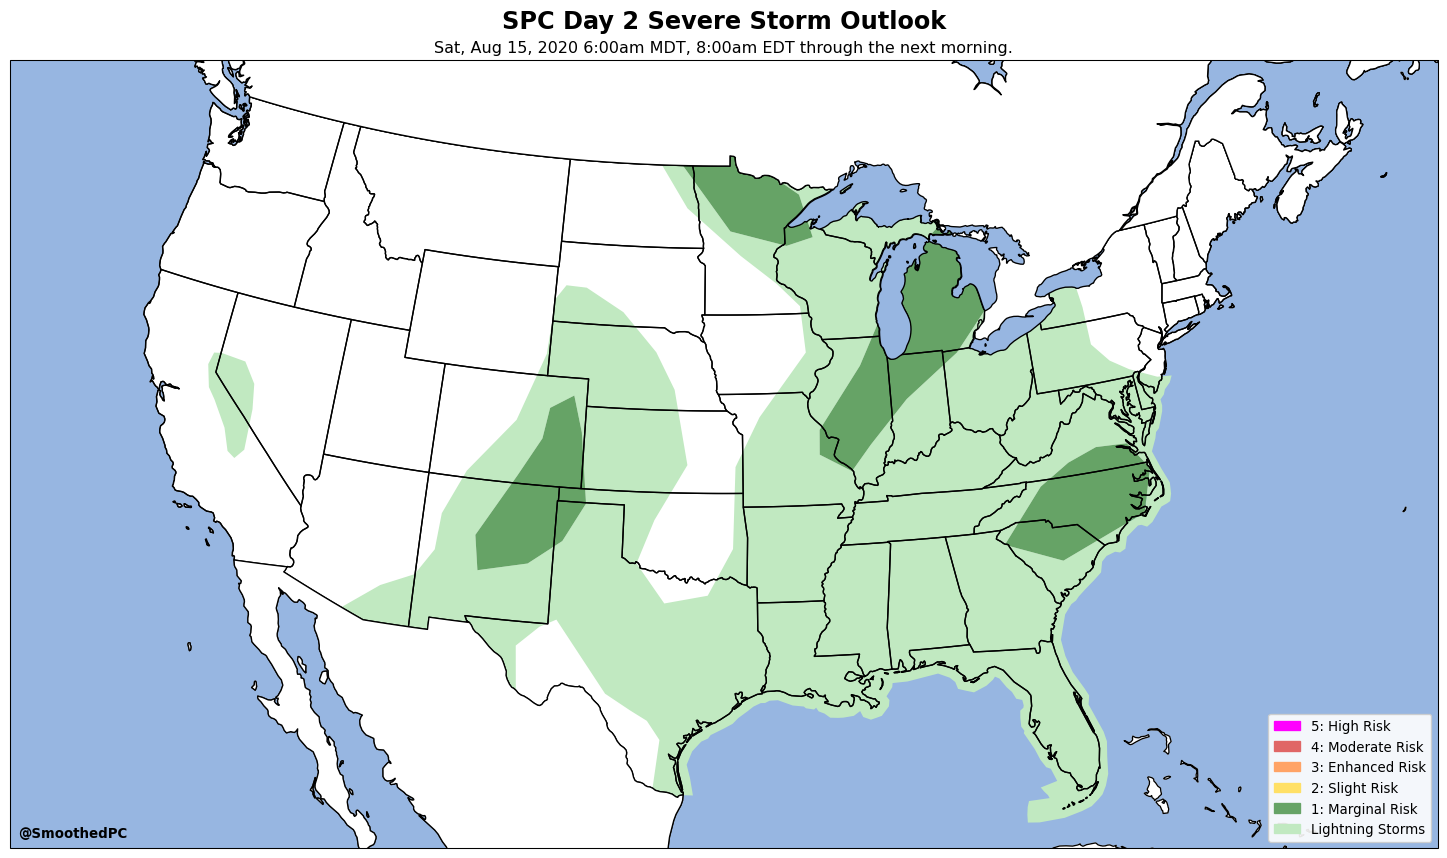 SPC Day 2 Severe Storm Outlook
Sat, Aug 15, 2020 6:00am MDT, 8:00am EDT through the next morning.
5: High Risk
4: Moderate Risk
3: Enhanced Risk
2: Slight Risk
1: Marginal Risk
Lightning Storms
@SmoothedPC